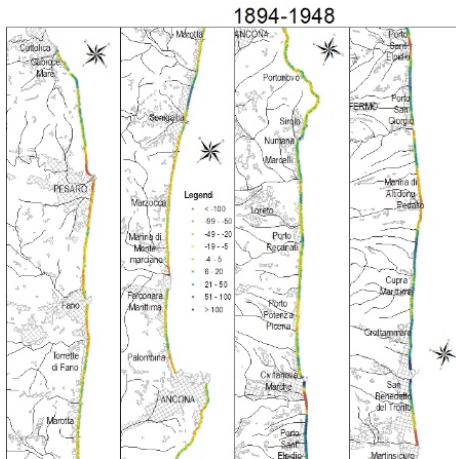 1894-1948
Cattolica
Gabicce
Mare
PESARO
Fano
Torrette
di Fano
Marotta
Marotta
Senigallia
Marzocca
Marina di
Monte-
marciano
Falconara
Marittima
Palombina
ANCONA
Legend
< -100
-99 -50
-49 -20
-19 -5
-4 - 5
6 - 20
21 - 50
51 - 100
> 100
ANCONA
Portonovo
Sirolo
Numana
Marcelli
Loreto
Porto
Recanati
Porto
Potenza
Picena
Civitanova
Marche
Porto
Sant'
Elpidio
Porto
Sant'
Elpidio
FERMO
Porto
San
Giorgio
Marina di
Altidona
Pedaso
Cupra
Marittima
Grottammare
San
Benedetto
del Tronto
Martinsicuro